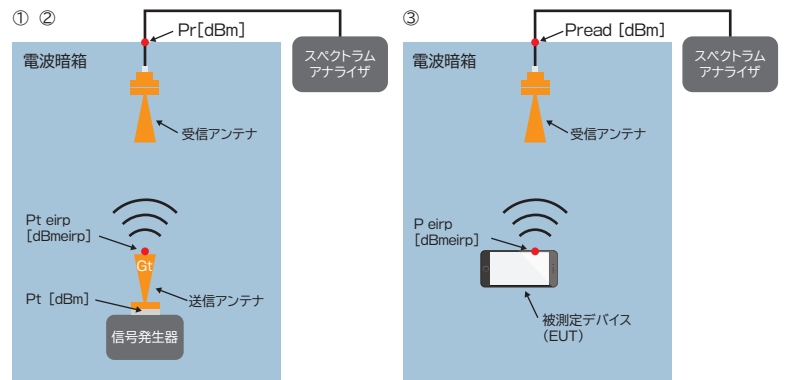 ① ②
Pr[dBm]
スペクトラム
アナライザ
電波暗箱
受信アンテナ
Pt eirp
[dBmeirp]
Gt
Pt [dBm]
送信アンテナ
信号発生器
③
Pread [dBm]
スペクトラム
アナライザ
電波暗箱
受信アンテナ
P eirp
[dBmeirp]
被測定デバイス
(EUT)